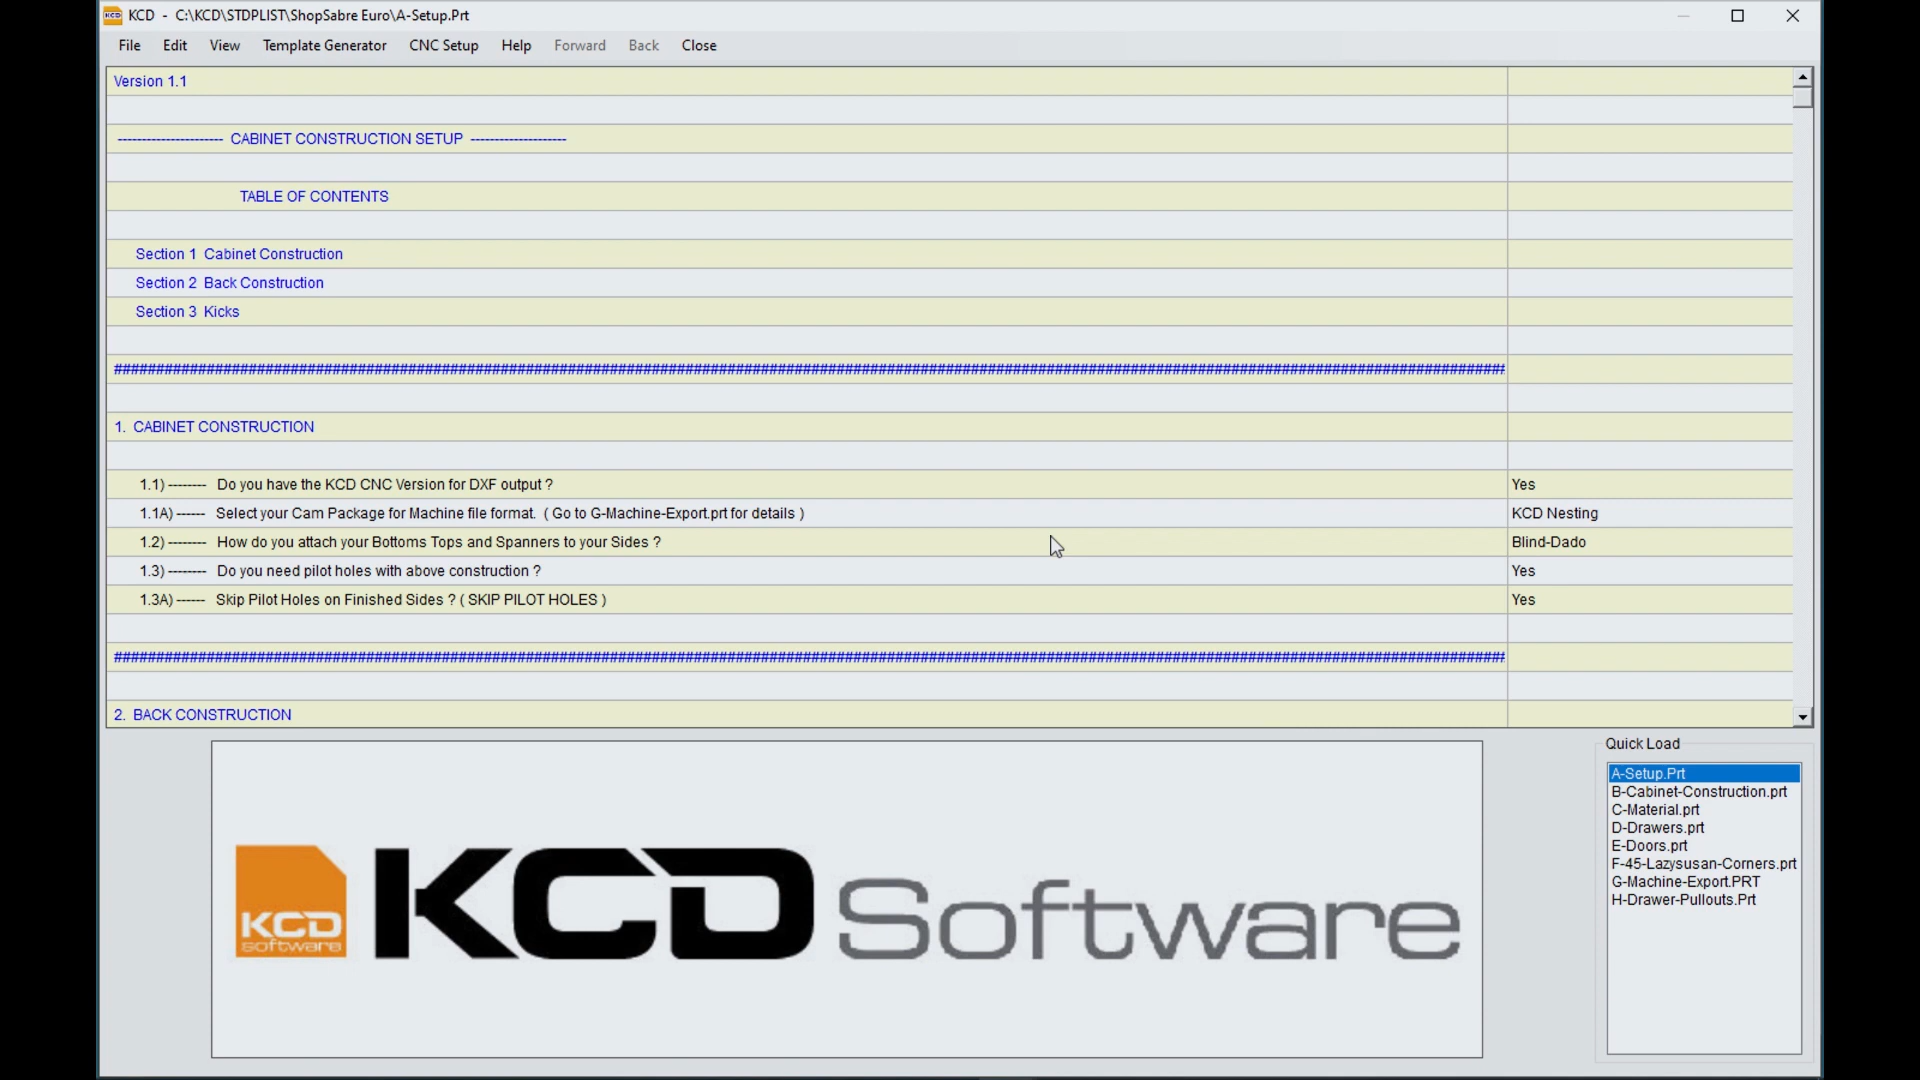 KCD - C:\KCD\STDPLIST\ShopSabre Euro\A-Setup.Prt
File Edit View Template Generator CNC Setup Help Forward Back Close
Version 1.1
---------------------- CABINET CONSTRUCTION SETUP --------------------
TABLE OF CONTENTS
Section 1 Cabinet Construction
Section 2 Back Construction
Section 3 Kicks
1. CABINET CONSTRUCTION
1.1) -------- Do you have the KCD CNC Version for DXF output ? Yes
1.1A) ------ Select your Cam Package for Machine file format. ( Go to G-Machine-Export.prt for details ) KCD Nesting
1.2) -------- How do you attach your Bottoms Tops and Spanners to your Sides ? Blind-Dado
1.3) -------- Do you need pilot holes with above construction ? Yes
1.3A) ------ Skip Pilot Holes on Finished Sides ? ( SKIP PILOT HOLES ) Yes
2. BACK CONSTRUCTION
Quick Load
A-Setup.Prt
B-Cabinet-Construction.prt
C-Material.prt
D-Drawers.prt
E-Doors.prt
F-45-Lazysusan-Corners.prt
G-Machine-Export.PRT
H-Drawer-Pullouts.Prt
KCD
software
KCD Software